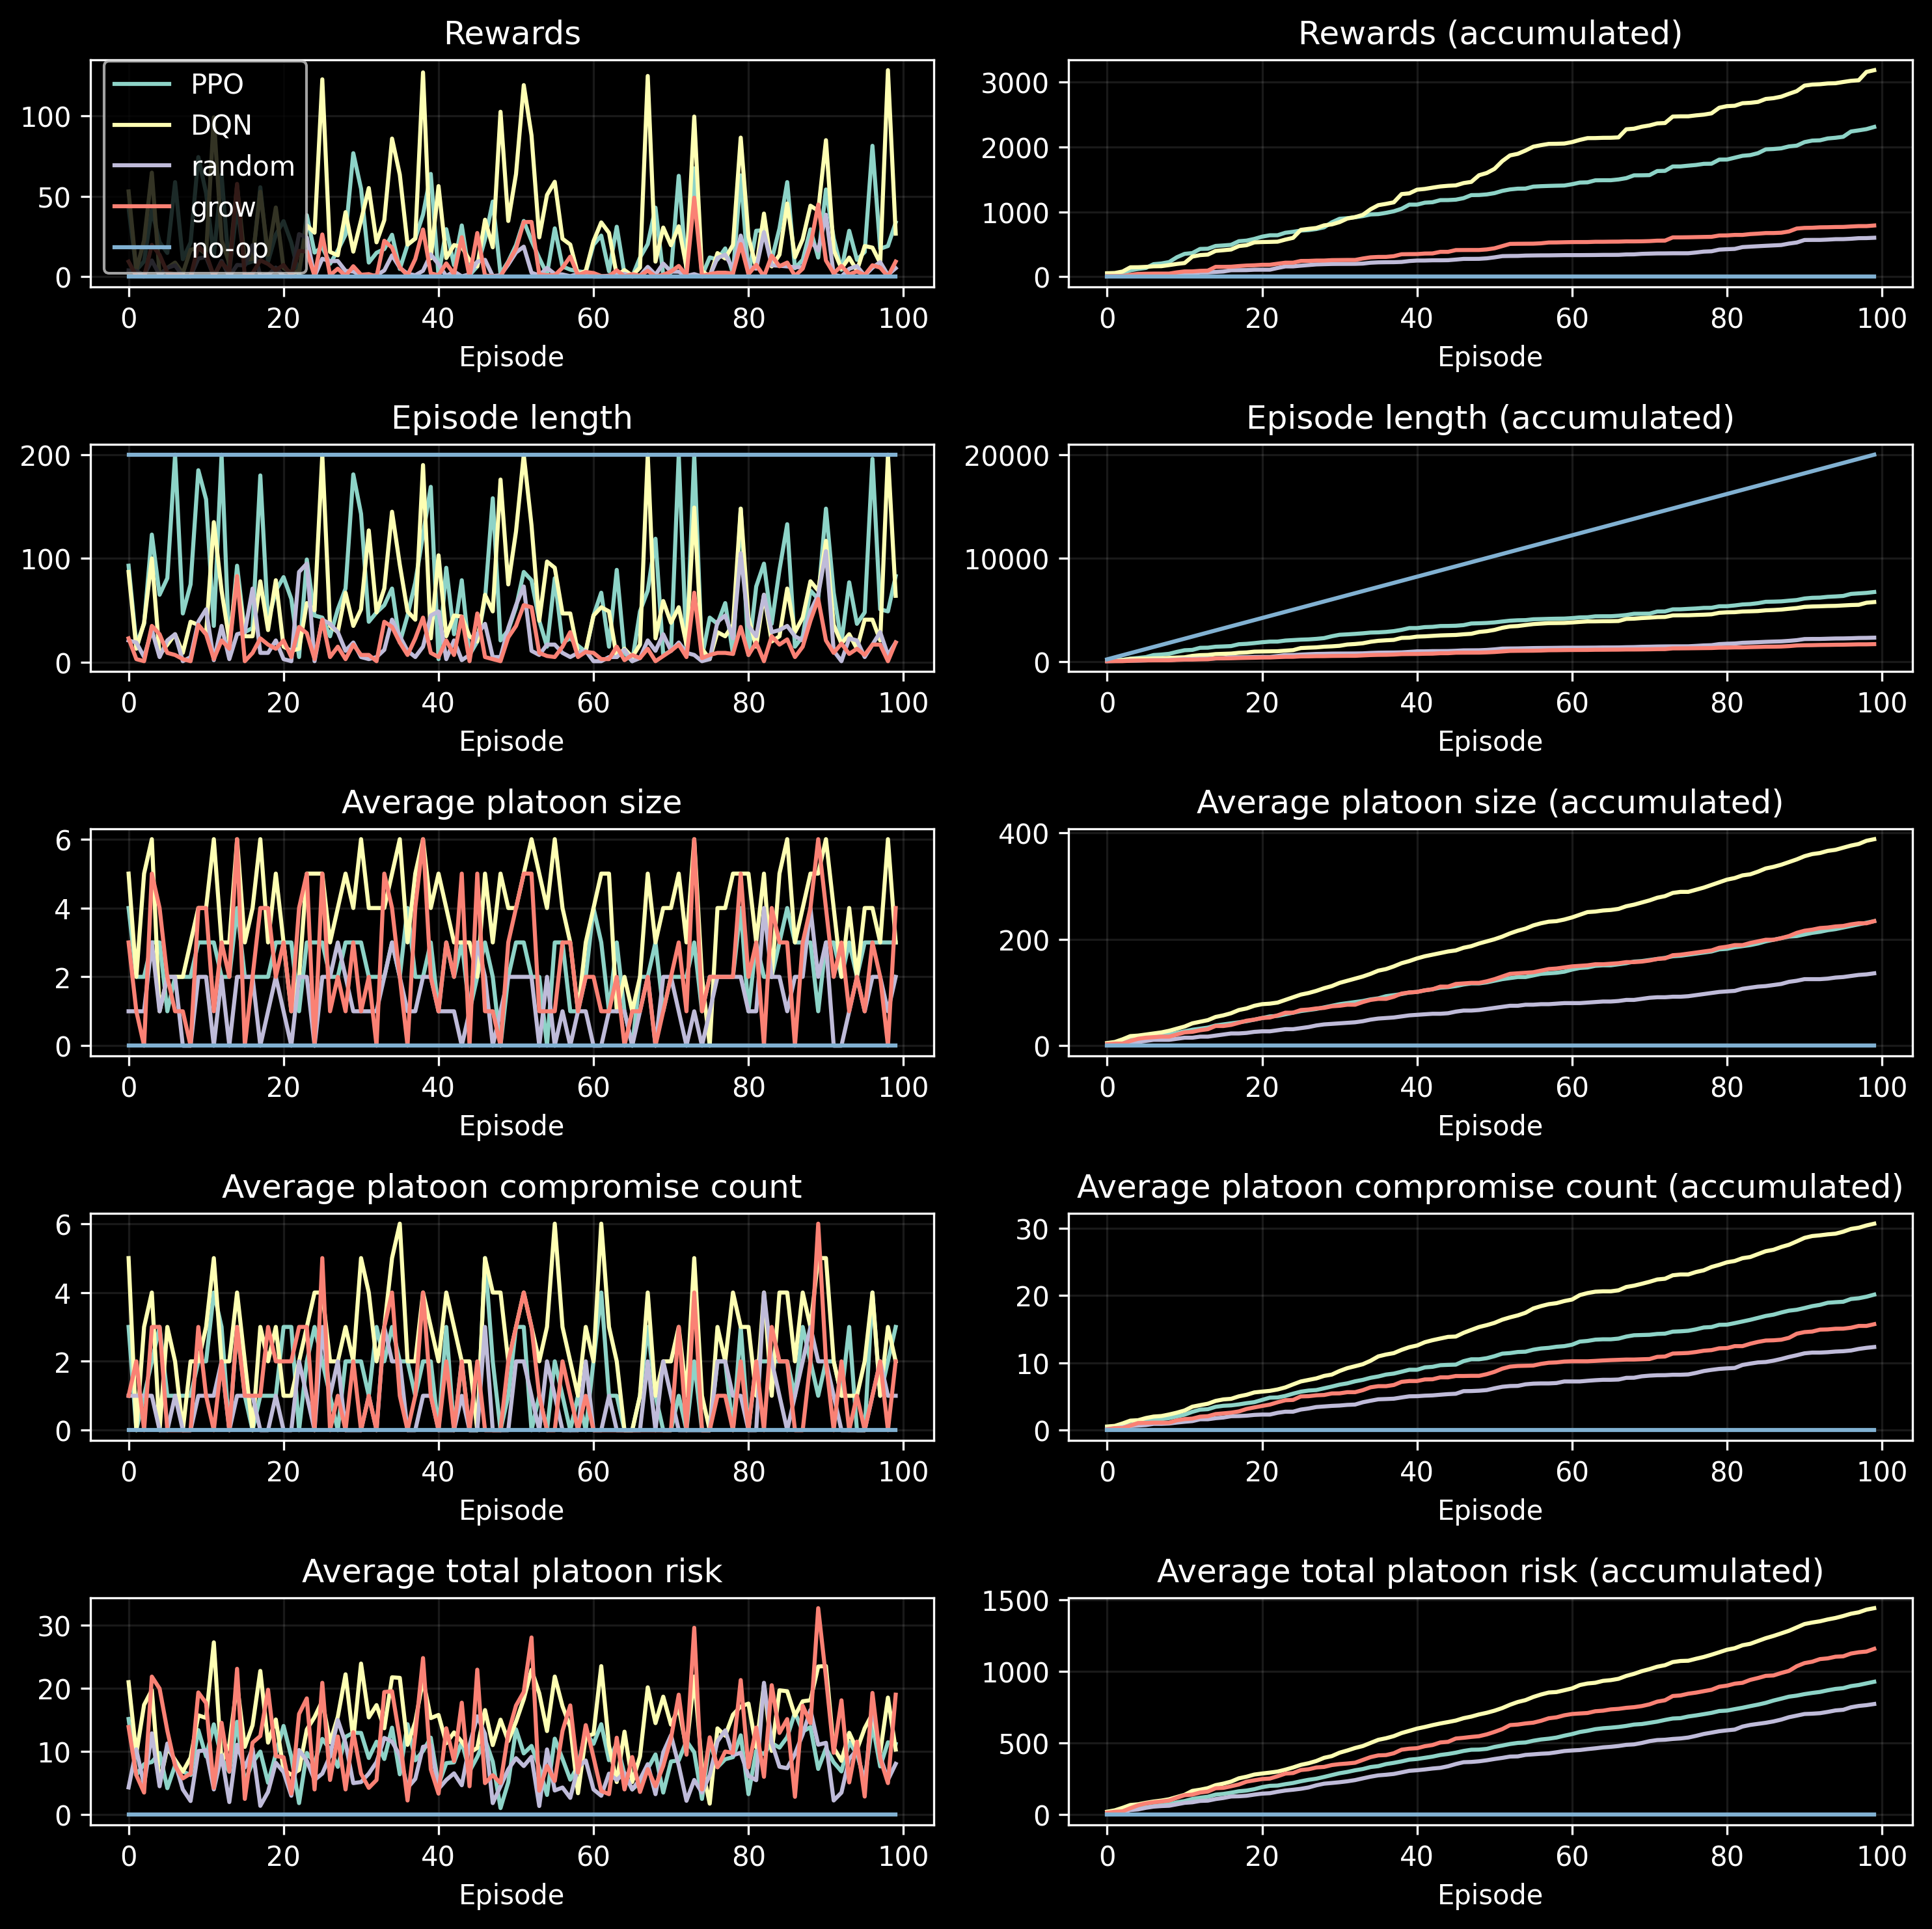 Rewards
Rewards (accumulated)
PPO
DQN
random
grow
no-op
100
50
0
0 20 40 60 80 100
Episode
3000
2000
1000
0
0 20 40 60 80 100
Episode
Episode length
Episode length (accumulated)
200
100
0
0 20 40 60 80 100
Episode
20000
10000
0
0 20 40 60 80 100
Episode
Average platoon size
Average platoon size (accumulated)
6
4
2
0
0 20 40 60 80 100
Episode
400
200
0
0 20 40 60 80 100
Episode
Average platoon compromise count
Average platoon compromise count (accumulated)
6
4
2
0
0 20 40 60 80 100
Episode
30
20
10
0
0 20 40 60 80 100
Episode
Average total platoon risk
Average total platoon risk (accumulated)
30
20
10
0
0 20 40 60 80 100
Episode
1500
1000
500
0
0 20 40 60 80 100
Episode